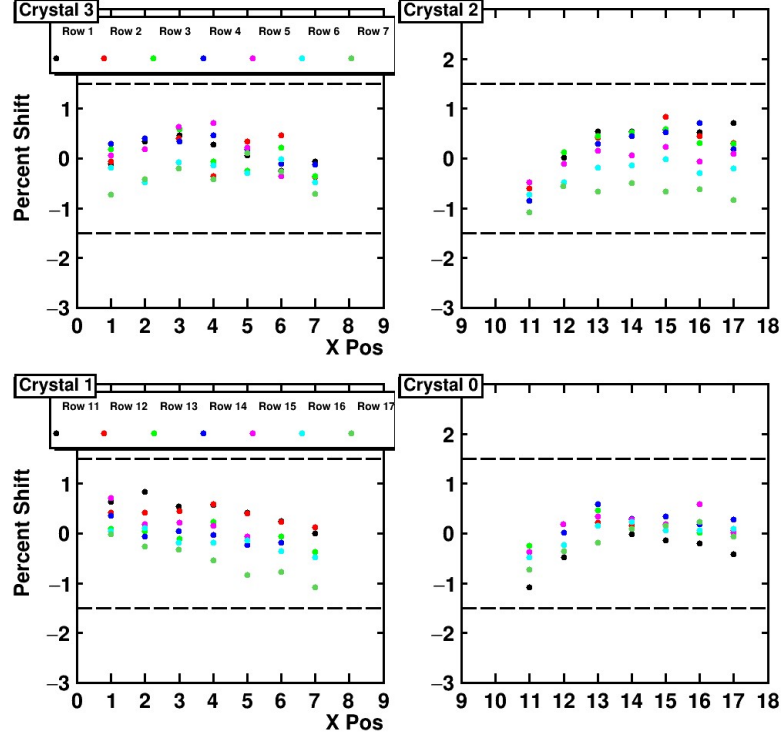 Crystal 3
Row 1 Row 2 Row 3 Row 4 Row 5 Row 6 Row 7
Percent Shift
1
0
−1
−2
−3
0 1 2 3 4 5 6 7 8 9
X Pos
Crystal 2
2
1
0
−1
−2
−3
9 10 11 12 13 14 15 16 17 18
Crystal 1
Row 11 Row 12 Row 13 Row 14 Row 15 Row 16 Row 17
Percent Shift
1
0
−1
−2
−3
0 1 2 3 4 5 6 7 8 9
X Pos
Crystal 0
2
1
0
−1
−2
−3
9 10 11 12 13 14 15 16 17 18